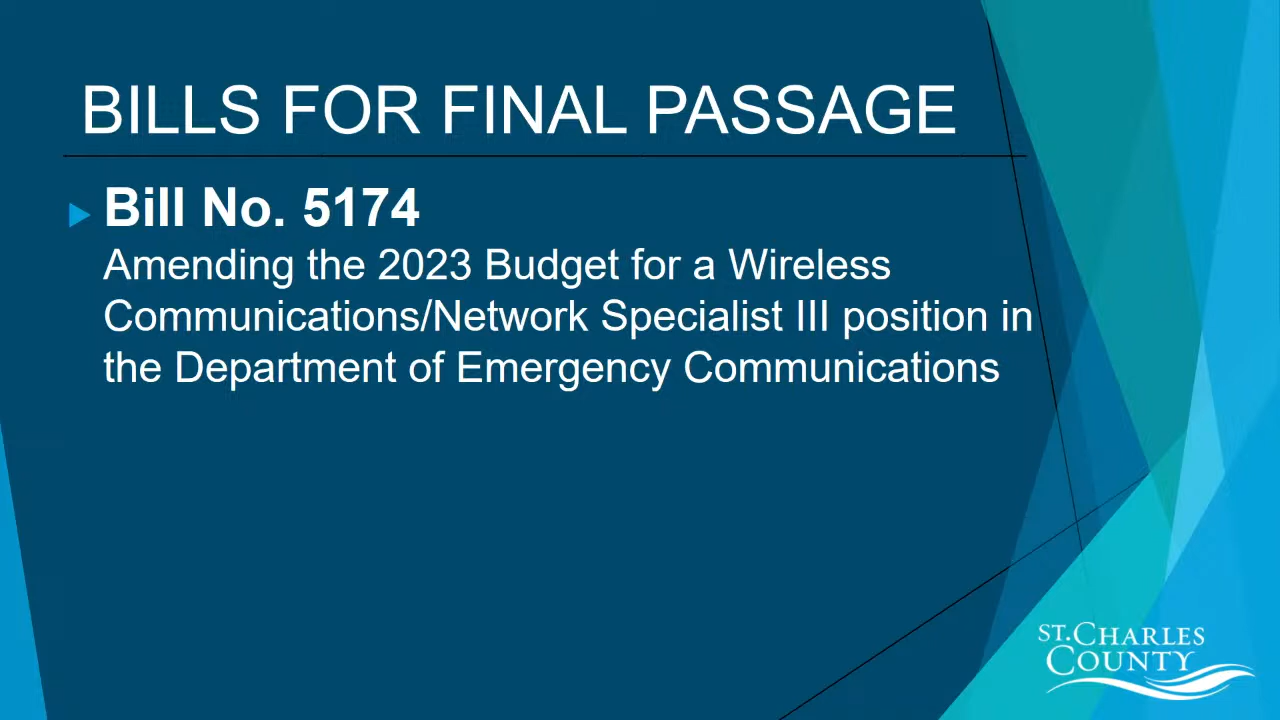 BILLS FOR FINAL PASSAGE
Bill No. 5174
Amending the 2023 Budget for a Wireless
Communications/Network Specialist III position in
the Department of Emergency Communications
ST. CHARLES
COUNTY